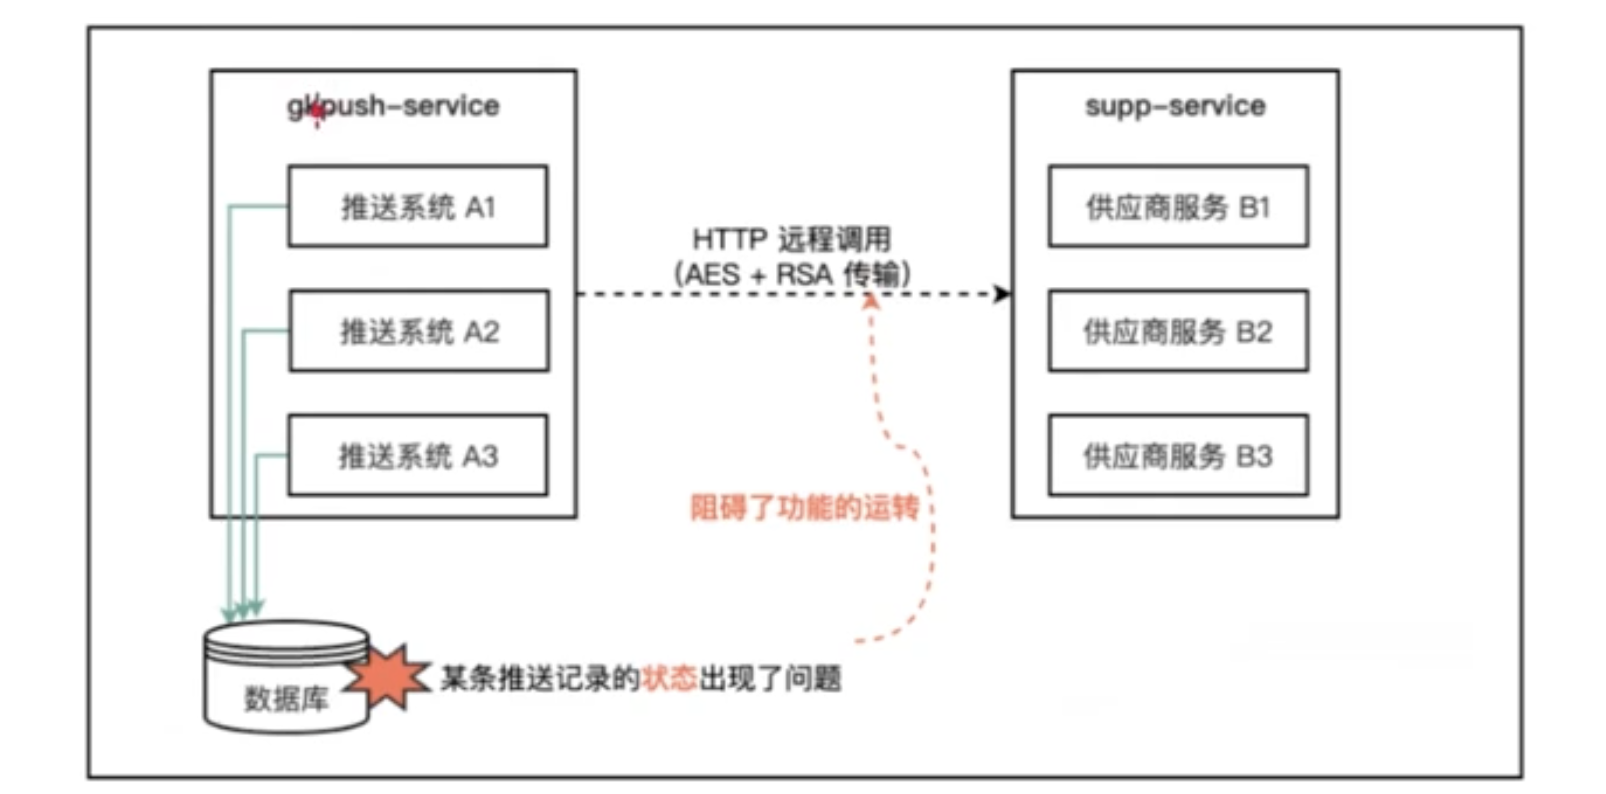 gkpush-service
supp-service
推送系统 A1
供应商服务 B1
HTTP 远程调用
（AES + RSA 传输）
推送系统 A2
供应商服务 B2
推送系统 A3
供应商服务 B3
阻碍了功能的运转
数据库
某条推送记录的状态出现了问题